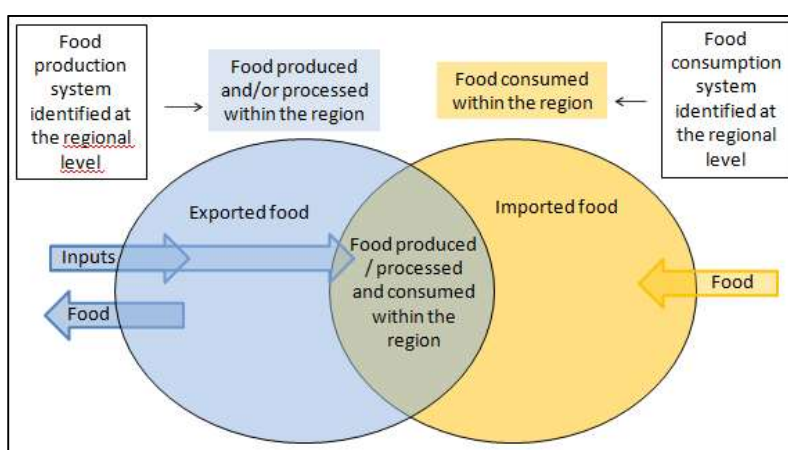 Food
production
system
identified at
the regional
level
Food produced
and/or processed
within the region
Food consumed
within the region
Food
consumption
system
identified at
the regional
level
Exported food
Imported food
Inputs
Food
Food produced
/ processed
and consumed
within the
region
Food